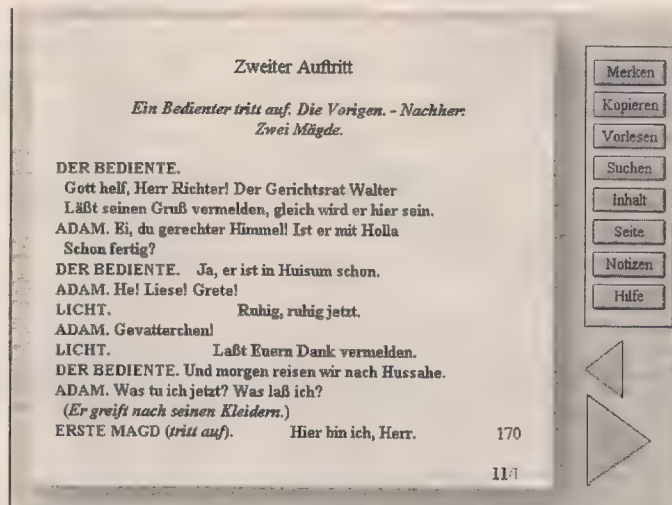 Zweiter Auftritt
Ein Bedienter tritt auf. Die Vorigen. - Nachher:
Zwei Mägde.
DER BEDIENTE.
Gott helf, Herr Richter! Der Gerichtsrat Walter
Läßt seinen Gruß vermelden, gleich wird er hier sein.
ADAM. Ei, du gerechter Himmel! Ist er mit Holla
Schon fertig?
DER BEDIENTE. Ja, er ist in Huisum schon.
ADAM. He! Liese! Grete!
LICHT. Ruhig, ruhig jetzt.
ADAM. Gevatterchen!
LICHT. Laßt Euern Dank vermelden.
DER BEDIENTE. Und morgen reisen wir nach Hussahe.
ADAM. Was tu ich jetzt? Was laß ich?
(Er greift nach seinen Kleidern.)
ERSTE MAGD (tritt auf). Hier bin ich, Herr. 170
Merken
Kopieren
Vorlesen
Suchen
Inhalt
Seite
Notizen
Hilfe